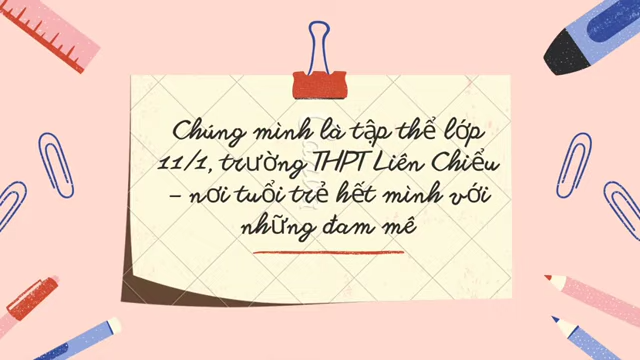 Chúng mình là tập thể lớp
11/1, trường THPT Liên Chiểu
– nơi tuổi trẻ hết mình với
những đam mê